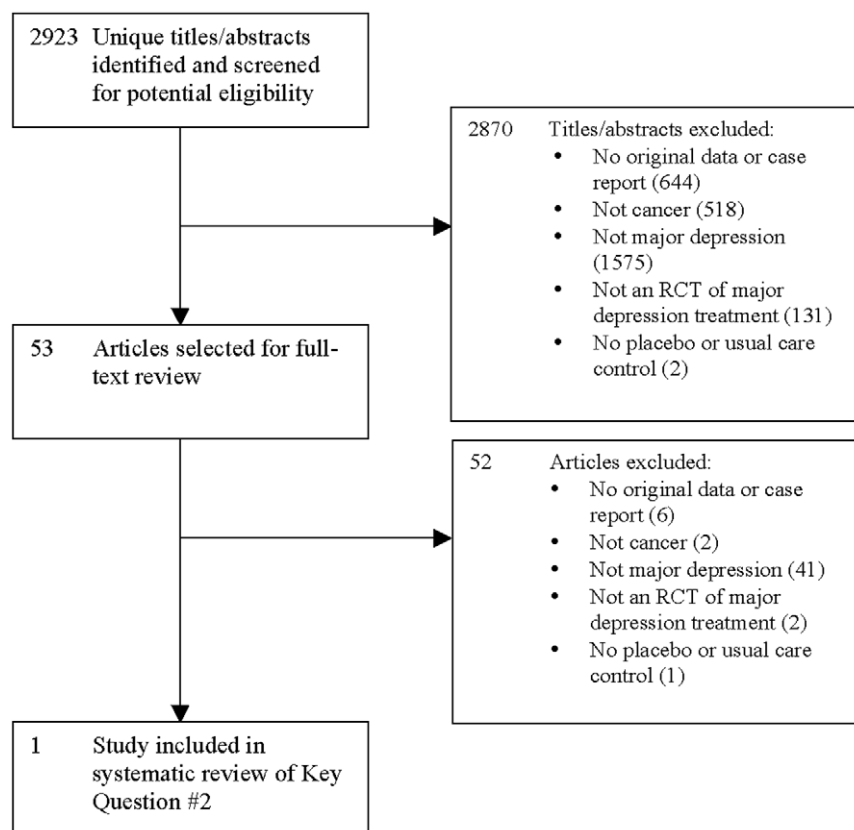 2923 Unique titles/abstracts
identified and screened
for potential eligibility
2870 Titles/abstracts excluded:
• No original data or case
report (644)
• Not cancer (518)
• Not major depression
(1575)
• Not an RCT of major
depression treatment (131)
• No placebo or usual care
control (2)
53 Articles selected for full-
text review
52 Articles excluded:
• No original data or case
report (6)
• Not cancer (2)
• Not major depression (41)
• Not an RCT of major
depression treatment (2)
• No placebo or usual care
control (1)
1 Study included in
systematic review of Key
Question #2